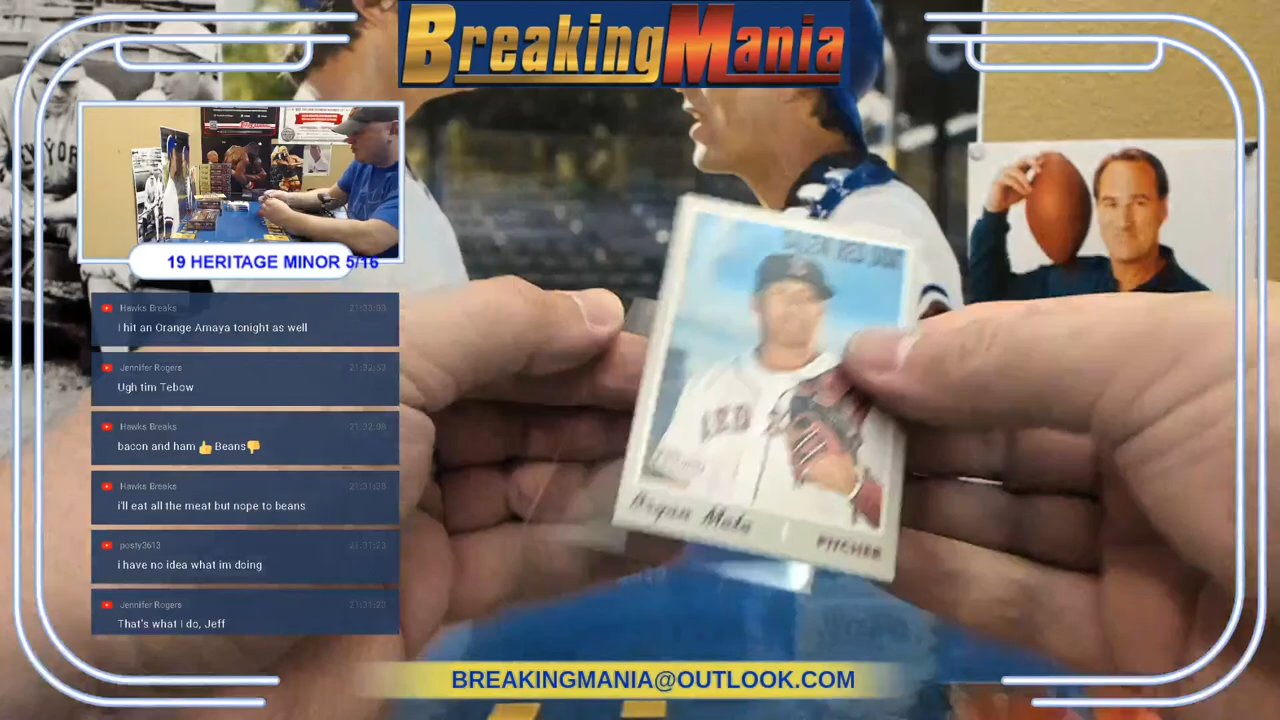 BreakingMania
YOR
19 HERITAGE MINOR 5/16
Hawks Breaks
I hit an Orange Amaya tonight as well
Jennifer Rogers
Ugh tim Tebow
Hawks Breaks
bacon and ham 👍 Beans👎
Hawks Breaks
i'll eat all the meat but nope to beans
posty3613
i have no idea what im doing
Jennifer Rogers
That's what I do, Jeff
RED
Bryan Mata
PITCHER
BREAKINGMANIA@OUTLOOK.COM